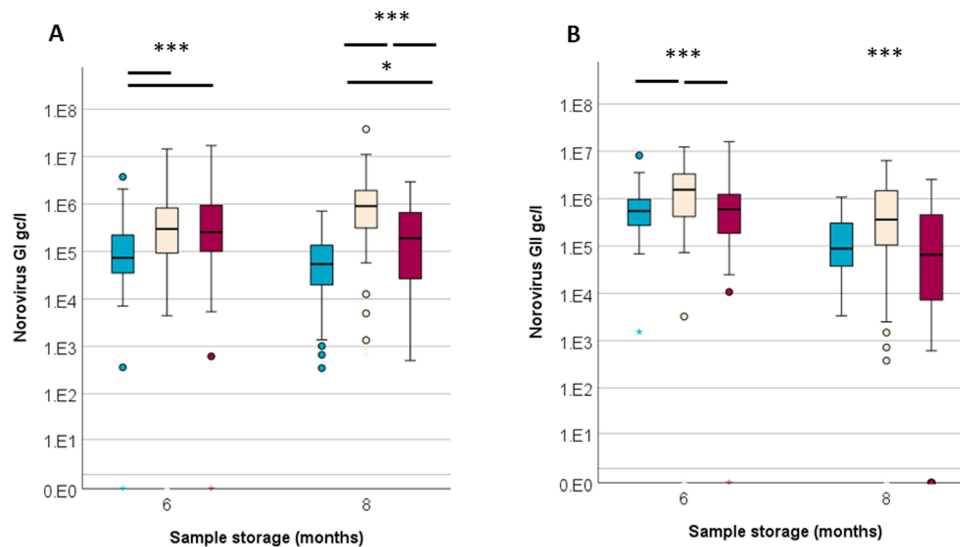 A
***
***
*
Norovirus GI gc/l
1.E8
1.E7
1.E6
1.E5
1.E4
1.E3
1.E2
1.E1
0.E0
6
8
Sample storage (months)
B
***
***
Norovirus GII gc/l
1.E8
1.E7
1.E6
1.E5
1.E4
1.E3
1.E2
1.E1
0.E0
6
8
Sample storage (months)